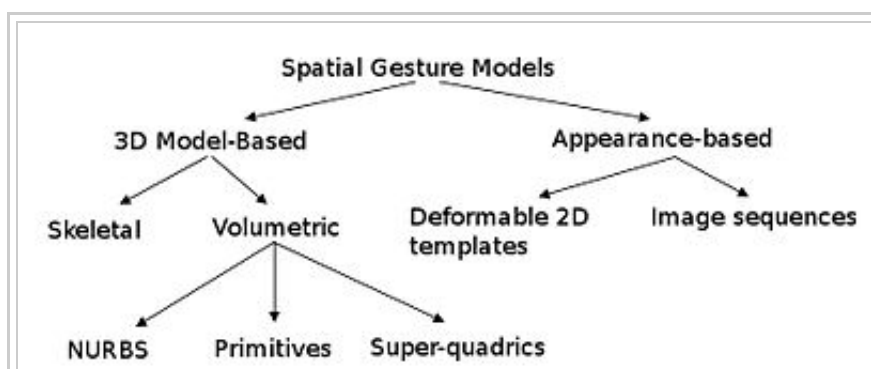 Spatial Gesture Models
3D Model-Based
Appearance-based
Skeletal
Volumetric
Deformable 2D
templates
Image sequences
NURBS
Primitives
Super-quadrics